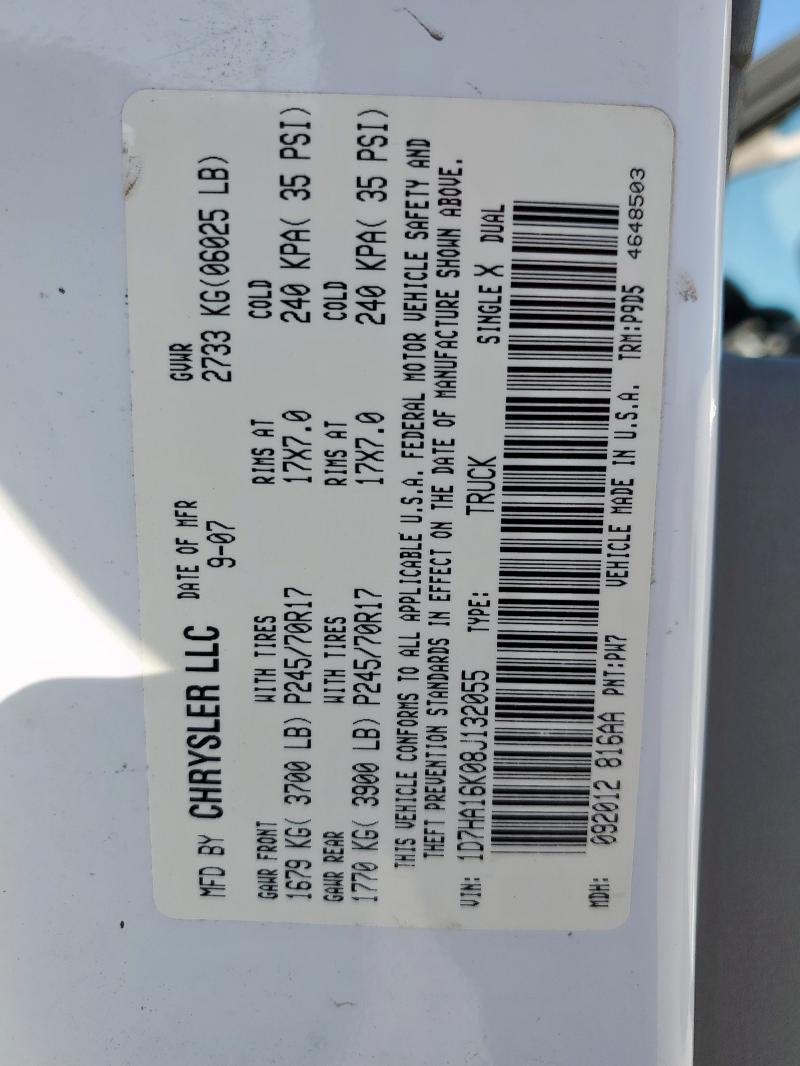 MFD BY CHRYSLER LLC DATE OF MFR 9-07 GVWR 2733 KG(06025 LB)
GAWR FRONT WITH TIRES RIMS AT COLD
1679 KG( 3700 LB) P245/70R17 17X7.0 240 KPA( 35 PSI)
GAWR REAR WITH TIRES RIMS AT COLD
1770 KG( 3900 LB) P245/70R17 17X7.0 240 KPA( 35 PSI)
THIS VEHICLE CONFORMS TO ALL APPLICABLE U.S.A. FEDERAL MOTOR VEHICLE SAFETY AND
THEFT PREVENTION STANDARDS IN EFFECT ON THE DATE OF MANUFACTURE SHOWN ABOVE.
VIN: 1D7HA16K08J132055 TYPE: TRUCK SINGLE X DUAL
MDH: 092012 816AA PNT:PW7 VEHICLE MADE IN U.S.A. TRM:P9D5 4648503